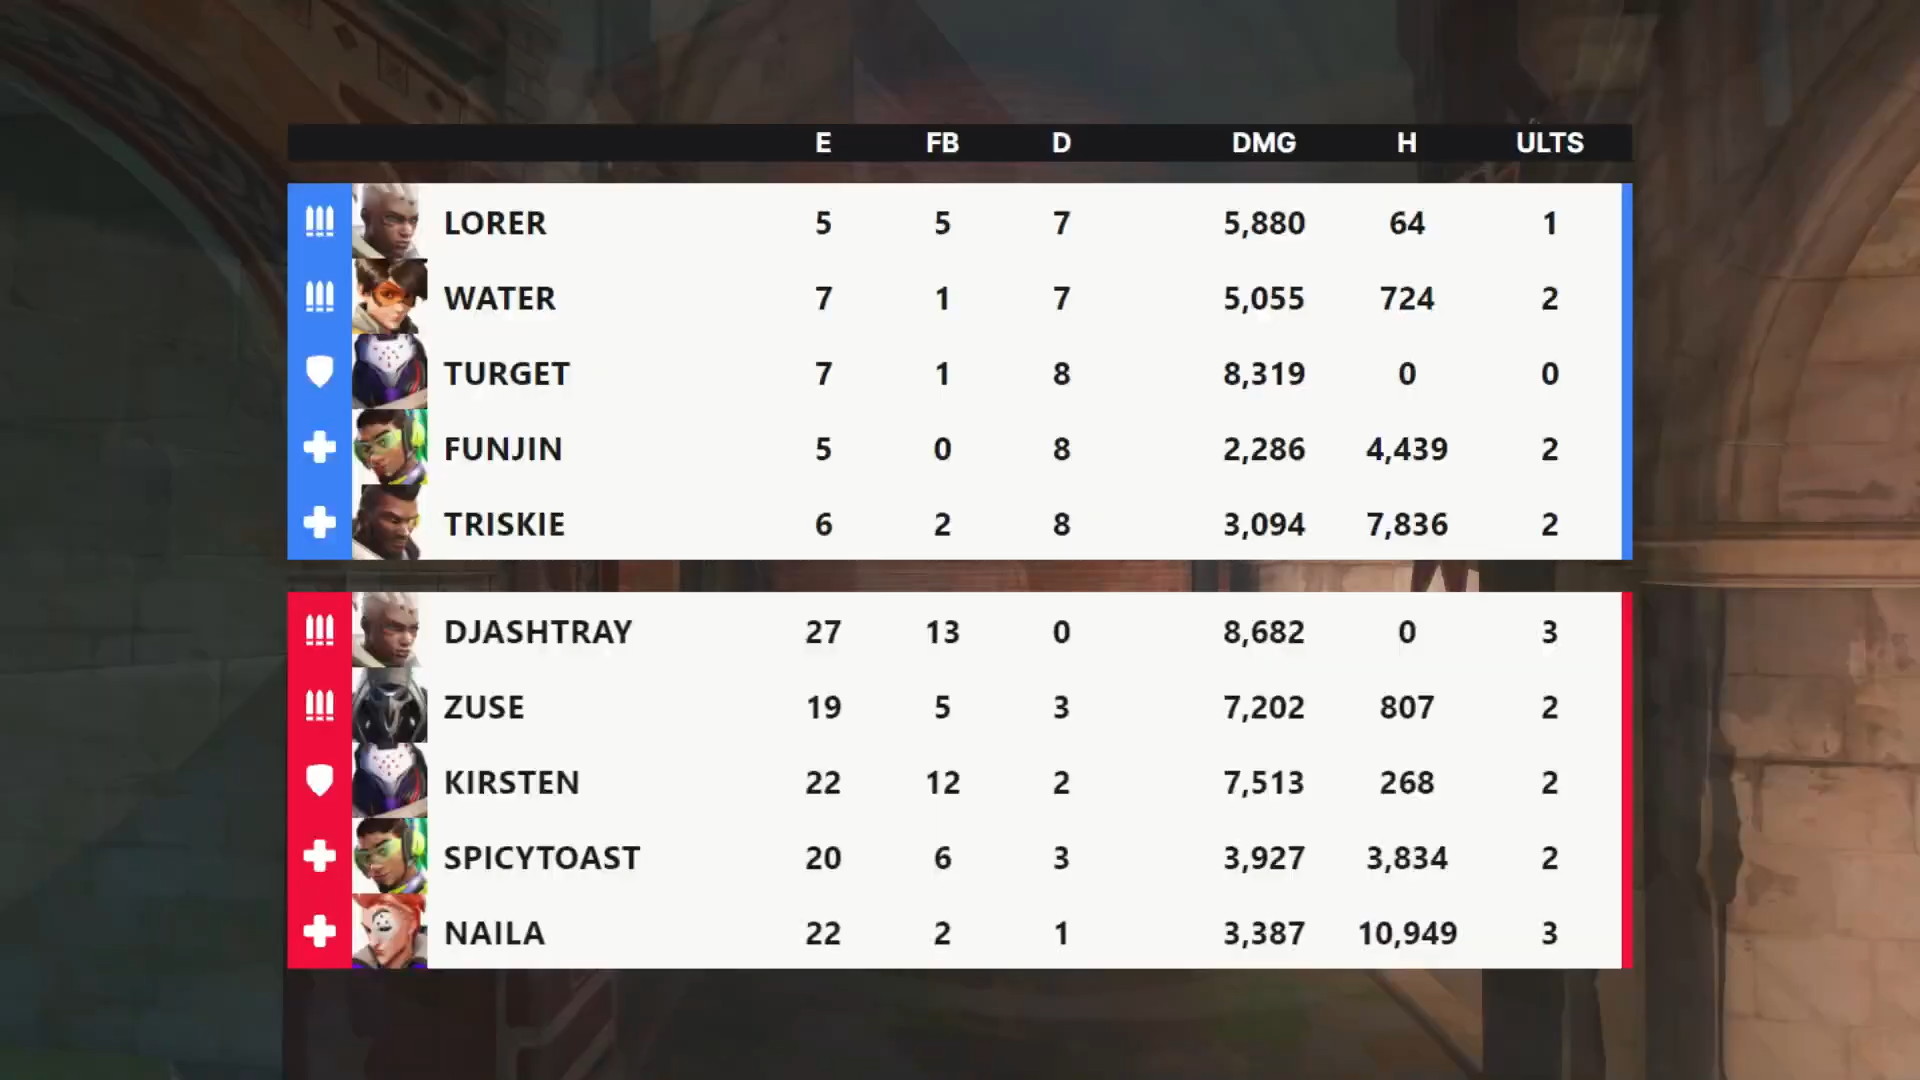 E FB D DMG H ULTS
LORER 5 5 7 5,880 64 1
WATER 7 1 7 5,055 724 2
TURGET 7 1 8 8,319 0 0
FUNJIN 5 0 8 2,286 4,439 2
TRISKIE 6 2 8 3,094 7,836 2
DJASHTRAY 27 13 0 8,682 0 3
ZUSE 19 5 3 7,202 807 2
KIRSTEN 22 12 2 7,513 268 2
SPICYTOAST 20 6 3 3,927 3,834 2
NAILA 22 2 1 3,387 10,949 3